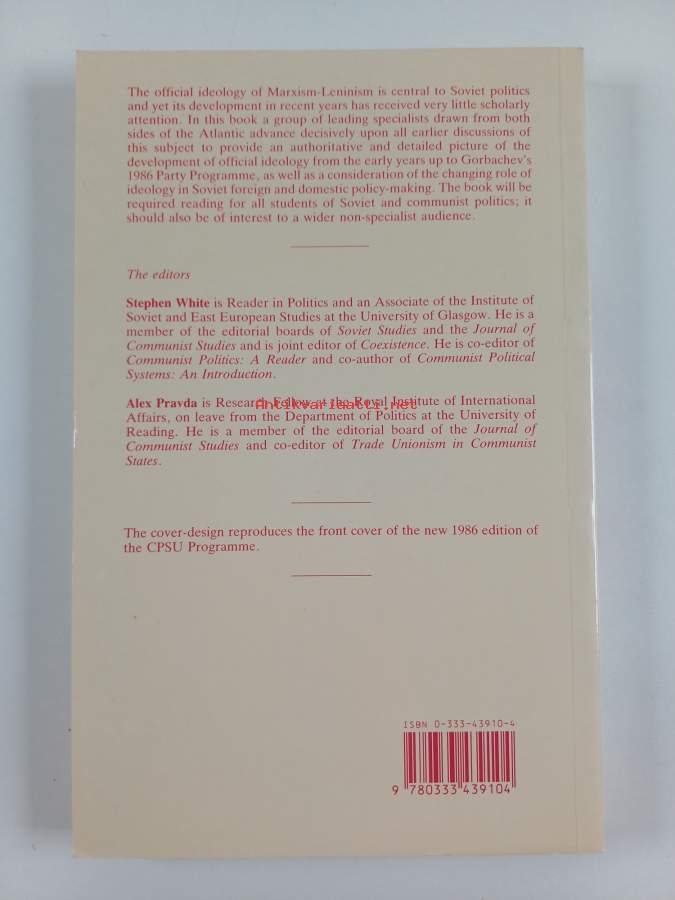 The official ideology of Marxism-Leninism is central to Soviet politics
and yet its development in recent years has received very little scholarly
attention. In this book a group of leading specialists drawn from both
sides of the Atlantic advance decisively upon all earlier discussions of
this subject to provide an authoritative and detailed picture of the
development of official ideology from the early years up to Gorbachev's
1986 Party Programme, as well as a consideration of the changing role of
ideology in Soviet foreign and domestic policy-making. The book will be
required reading for all students of Soviet and communist politics; it
should also be of interest to a wider non-specialist audience.
The editors
Stephen White is Reader in Politics and an Associate of the Institute of
Soviet and East European Studies at the University of Glasgow. He is a
member of the editorial boards of Soviet Studies and the Journal of
Communist Studies and is joint editor of Coexistence. He is co-editor of
Communist Politics: A Reader and co-author of Communist Political
Systems: An Introduction.
Alex Pravda is Research Fellow at the Royal Institute of International
Antikvariaatti.net
Affairs, on leave from the Department of Politics at the University of
Reading. He is a member of the editorial board of the Journal of
Communist Studies and co-editor of Trade Unionism in Communist
States.
The cover-design reproduces the front cover of the new 1986 edition of
the CPSU Programme.
ISBN 0-333-43910-4
9 780333 439104